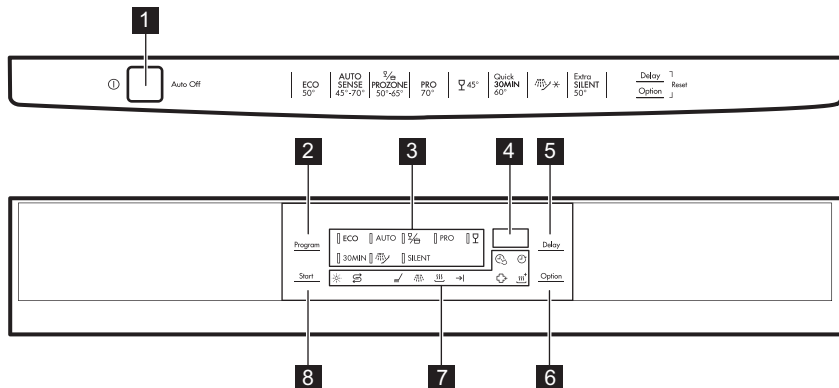 1
Auto Off
ECO 50°
AUTO SENSE 45°-70°
PROZONE 50°-65°
PRO 70°
45°
Quick 30MIN 60°
Extra SILENT 50°
Delay
Option
Reset
2
3
4
5
Program
ECO
AUTO
PRO
Delay
30MIN
SILENT
Start
Option
8
7
6